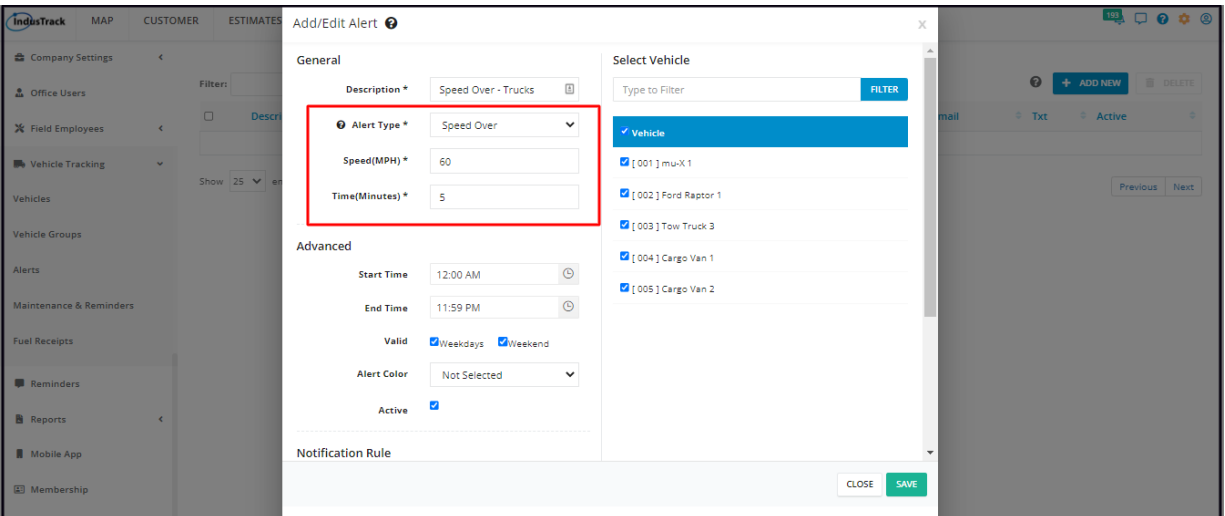 IndusTrack MAP CUSTOMER ESTIMATES
193
Company Settings
Office Users
Field Employees
Vehicle Tracking
Vehicles
Vehicle Groups
Alerts
Maintenance & Reminders
Fuel Receipts
Reminders
Reports
Mobile App
Membership
Filter:
ADD NEW DELETE
Descri mail Txt Active
Show 25 en
Previous Next
Add/Edit Alert
x
General
Description * Speed Over - Trucks
Alert Type * Speed Over
Speed(MPH) * 60
Time(Minutes) * 5
Advanced
Start Time 12:00 AM
End Time 11:59 PM
Valid Weekdays Weekend
Alert Color Not Selected
Active
Notification Rule
Select Vehicle
Type to Filter FILTER
Vehicle
[ 001 ] mu-X 1
[ 002 ] Ford Raptor 1
[ 003 ] Tow Truck 3
[ 004 ] Cargo Van 1
[ 005 ] Cargo Van 2
CLOSE SAVE